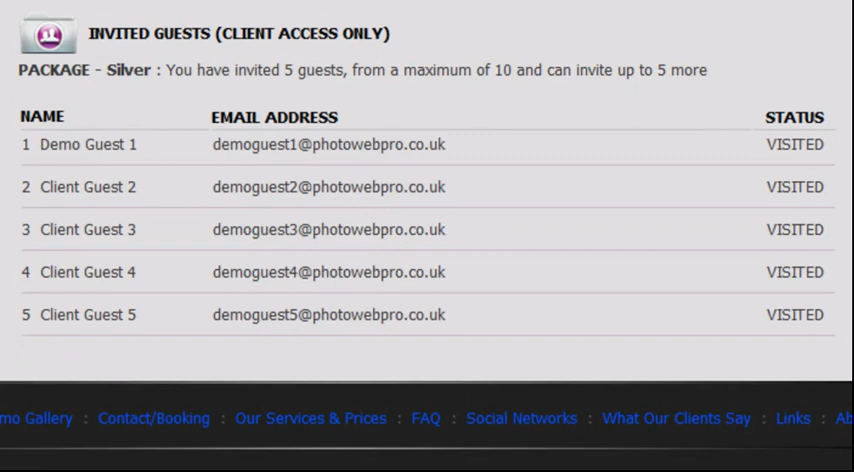 INVITED GUESTS (CLIENT ACCESS ONLY)
PACKAGE - Silver : You have invited 5 guests, from a maximum of 10 and can invite up to 5 more
NAME EMAIL ADDRESS STATUS
1 Demo Guest 1 demoguest1@photowebpro.co.uk VISITED
2 Client Guest 2 demoguest2@photowebpro.co.uk VISITED
3 Client Guest 3 demoguest3@photowebpro.co.uk VISITED
4 Client Guest 4 demoguest4@photowebpro.co.uk VISITED
5 Client Guest 5 demoguest5@photowebpro.co.uk VISITED
mo Gallery : Contact/Booking : Our Services & Prices : FAQ : Social Networks : What Our Clients Say : Links : Ab